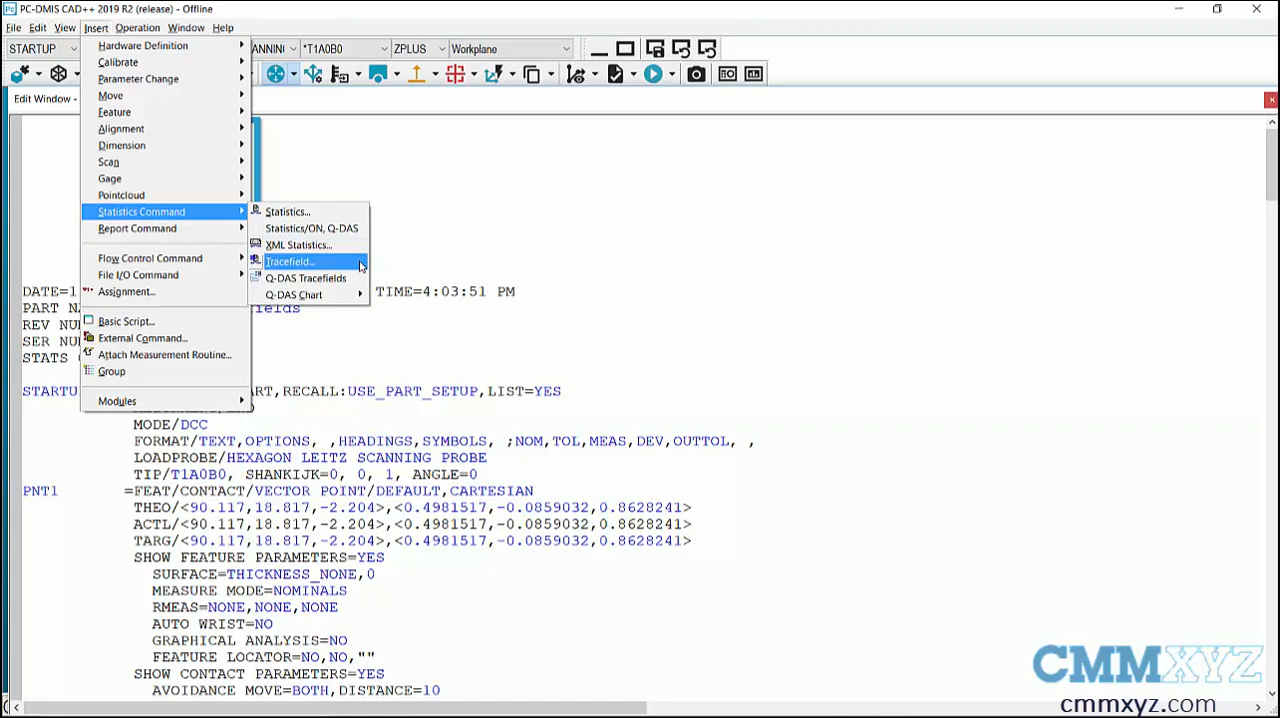 PC-DMIS CAD++ 2019 R2 (release) - Offline
File Edit View Insert Operation Window Help
STARTUP ANNINI *T1A0B0 ZPLUS Workplane
Edit Window -
Hardware Definition
Calibrate
Parameter Change
Move
Feature
Alignment
Dimension
Scan
Gage
Pointcloud
Statistics Command
Report Command
Flow Control Command
File I/O Command
Assignment...
Basic Script...
External Command...
Attach Measurement Routine...
Group
Modules
Statistics...
Statistics/ON, Q-DAS
XML Statistics...
Tracefield...
Q-DAS Tracefields
Q-DAS Chart
DATE=1 TIME=4:03:51 PM
PART N fields
REV NU
SER NU
STATS
STARTU ART,RECALL:USE_PART_SETUP,LIST=YES
MODE/DCC
FORMAT/TEXT,OPTIONS, ,HEADINGS,SYMBOLS, ;NOM,TOL,MEAS,DEV,OUTTOL, ,
LOADPROBE/HEXAGON LEITZ SCANNING PROBE
TIP/T1A0B0, SHANKIJK=0, 0, 1, ANGLE=0
PNT1 =FEAT/CONTACT/VECTOR POINT/DEFAULT,CARTESIAN
THEO/<90.117,18.817,-2.204>,<0.4981517,-0.0859032,0.8628241>
ACTL/<90.117,18.817,-2.204>,<0.4981517,-0.0859032,0.8628241>
TARG/<90.117,18.817,-2.204>,<0.4981517,-0.0859032,0.8628241>
SHOW FEATURE PARAMETERS=YES
SURFACE=THICKNESS_NONE,0
MEASURE MODE=NOMINALS
RMEAS=NONE,NONE,NONE
AUTO WRIST=NO
GRAPHICAL ANALYSIS=NO
FEATURE LOCATOR=NO,NO,""
SHOW CONTACT PARAMETERS=YES
AVOIDANCE MOVE=BOTH,DISTANCE=10
CMMXYZ
cmmxyz.com